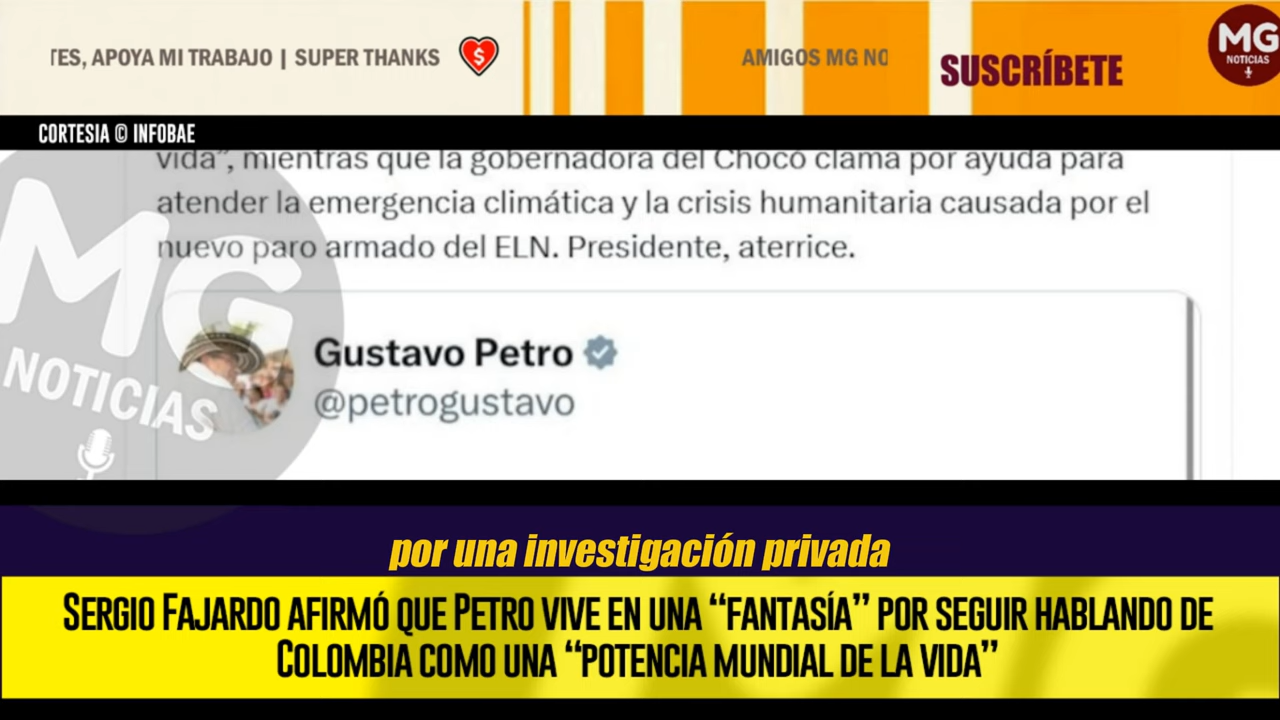 TES, APOYA MI TRABAJO | SUPER THANKS
AMIGOS MG NO
SUSCRÍBETE
MG
NOTICIAS
CORTESIA © INFOBAE
vida", mientras que la gobernadora del Chocó clama por ayuda para
atender la emergencia climática y la crisis humanitaria causada por el
nuevo paro armado del ELN. Presidente, aterrice.
MG
NOTICIAS
Gustavo Petro
@petrogustavo
por una investigación privada
SERGIO FAJARDO AFIRMÓ QUE PETRO VIVE EN UNA “FANTASÍA” POR SEGUIR HABLANDO DE
COLOMBIA COMO UNA “POTENCIA MUNDIAL DE LA VIDA”